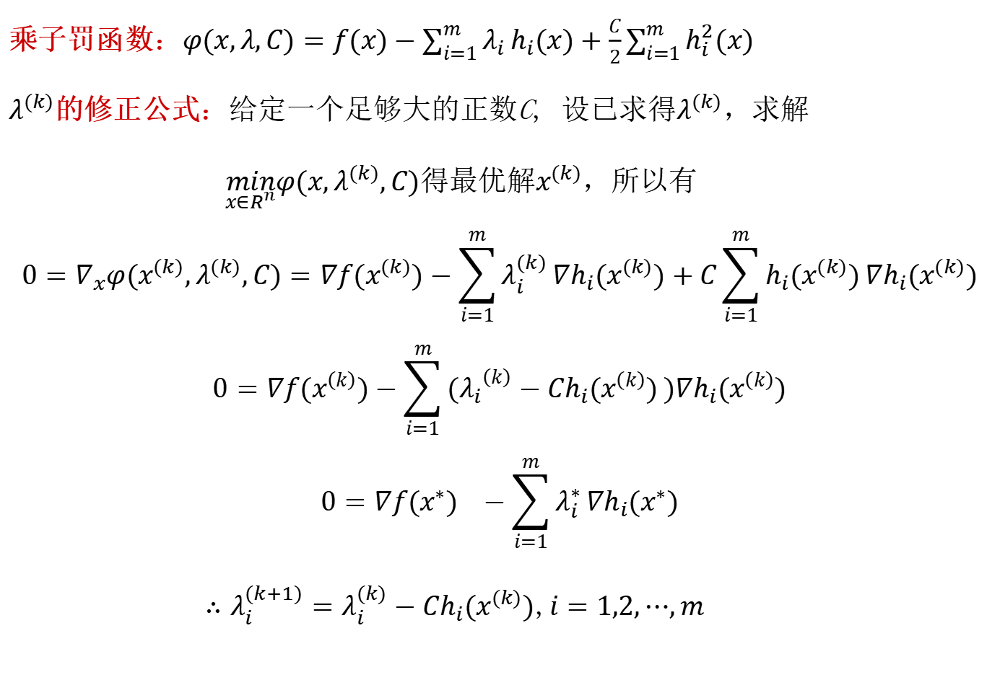 乘子罚函数：φ(x, λ, C) = f(x) − ∑_{i=1}^{m} λ_i h_i(x) + \frac{C}{2} ∑_{i=1}^{m} h_i^2(x)
λ^{(k)}的修正公式：给定一个足够大的正数C, 设已求得λ^{(k)}，求解
\min_{x∈R^n} φ(x, λ^{(k)}, C)得最优解x^{(k)}，所以有
0 = ∇_x φ(x^{(k)}, λ^{(k)}, C) = ∇f(x^{(k)}) − ∑_{i=1}^{m} λ_i^{(k)} ∇h_i(x^{(k)}) + C ∑_{i=1}^{m} h_i(x^{(k)}) ∇h_i(x^{(k)})
0 = ∇f(x^{(k)}) − ∑_{i=1}^{m} (λ_i^{(k)} − Ch_i(x^{(k)}) )∇h_i(x^{(k)})
0 = ∇f(x^*) − ∑_{i=1}^{m} λ_i^* ∇h_i(x^*)
∴ λ_i^{(k+1)} = λ_i^{(k)} − Ch_i(x^{(k)}), i = 1,2, ⋯, m